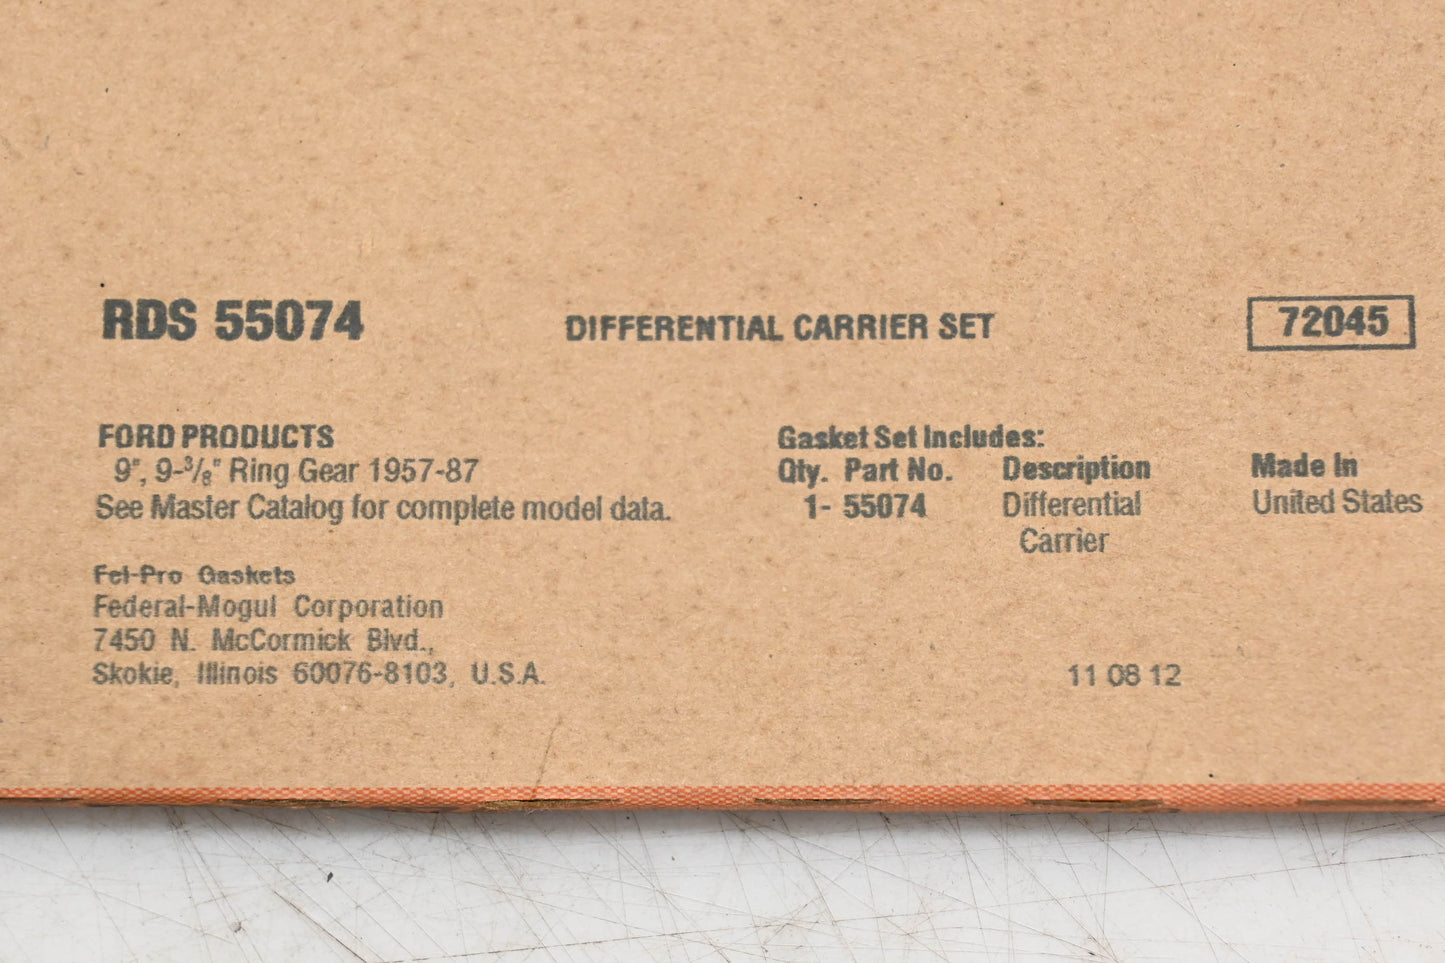 RDS 55074
DIFFERENTIAL CARRIER SET
72045
FORD PRODUCTS
9", 9-3/8" Ring Gear 1957-87
See Master Catalog for complete model data.
Gasket Set Includes:
Qty. Part No. Description
1- 55074 Differential
Carrier
Made In
United States
Fel-Pro Gaskets
Federal-Mogul Corporation
7450 N. McCormick Blvd.,
Skokie, Illinois 60076-8103, U.S.A.
11 08 12